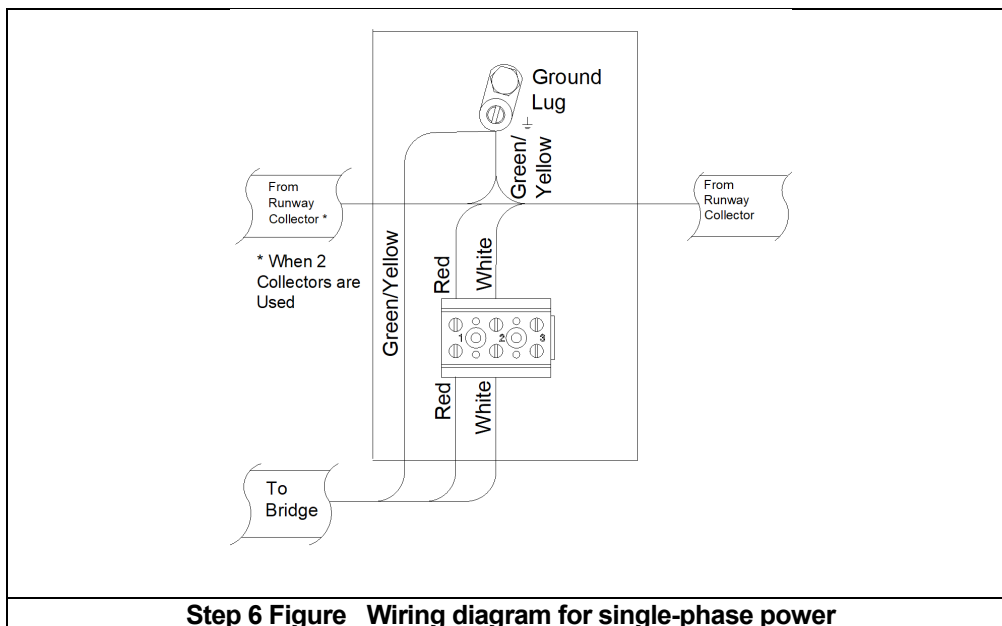 Ground
Lug
Green/
Yellow
From
Runway
Collector *
From
Runway
Collector
* When 2
Collectors are
Used
Green/Yellow
Red
White
1
2
3
Red
White
To
Bridge
Step 6 Figure Wiring diagram for single-phase power